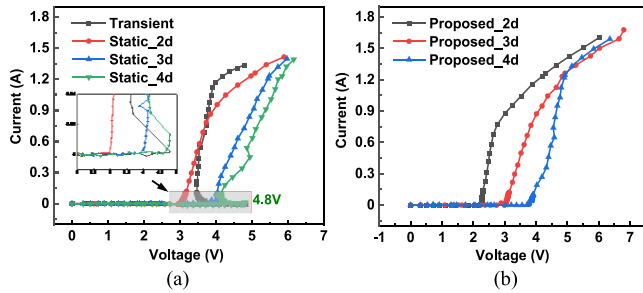 (a)
Transient
Static_2d
Static_3d
Static_4d
4.8V
Current (A)
1.8
1.5
1.2
0.9
0.6
0.3
0
0 1 2 3 4 5 6 7
Voltage (V)
(a)
(b)
Proposed_2d
Proposed_3d
Proposed_4d
Current (A)
1.8
1.5
1.2
0.9
0.6
0.3
0
-1 0 1 2 3 4 5 6 7
Voltage (V)
(b)